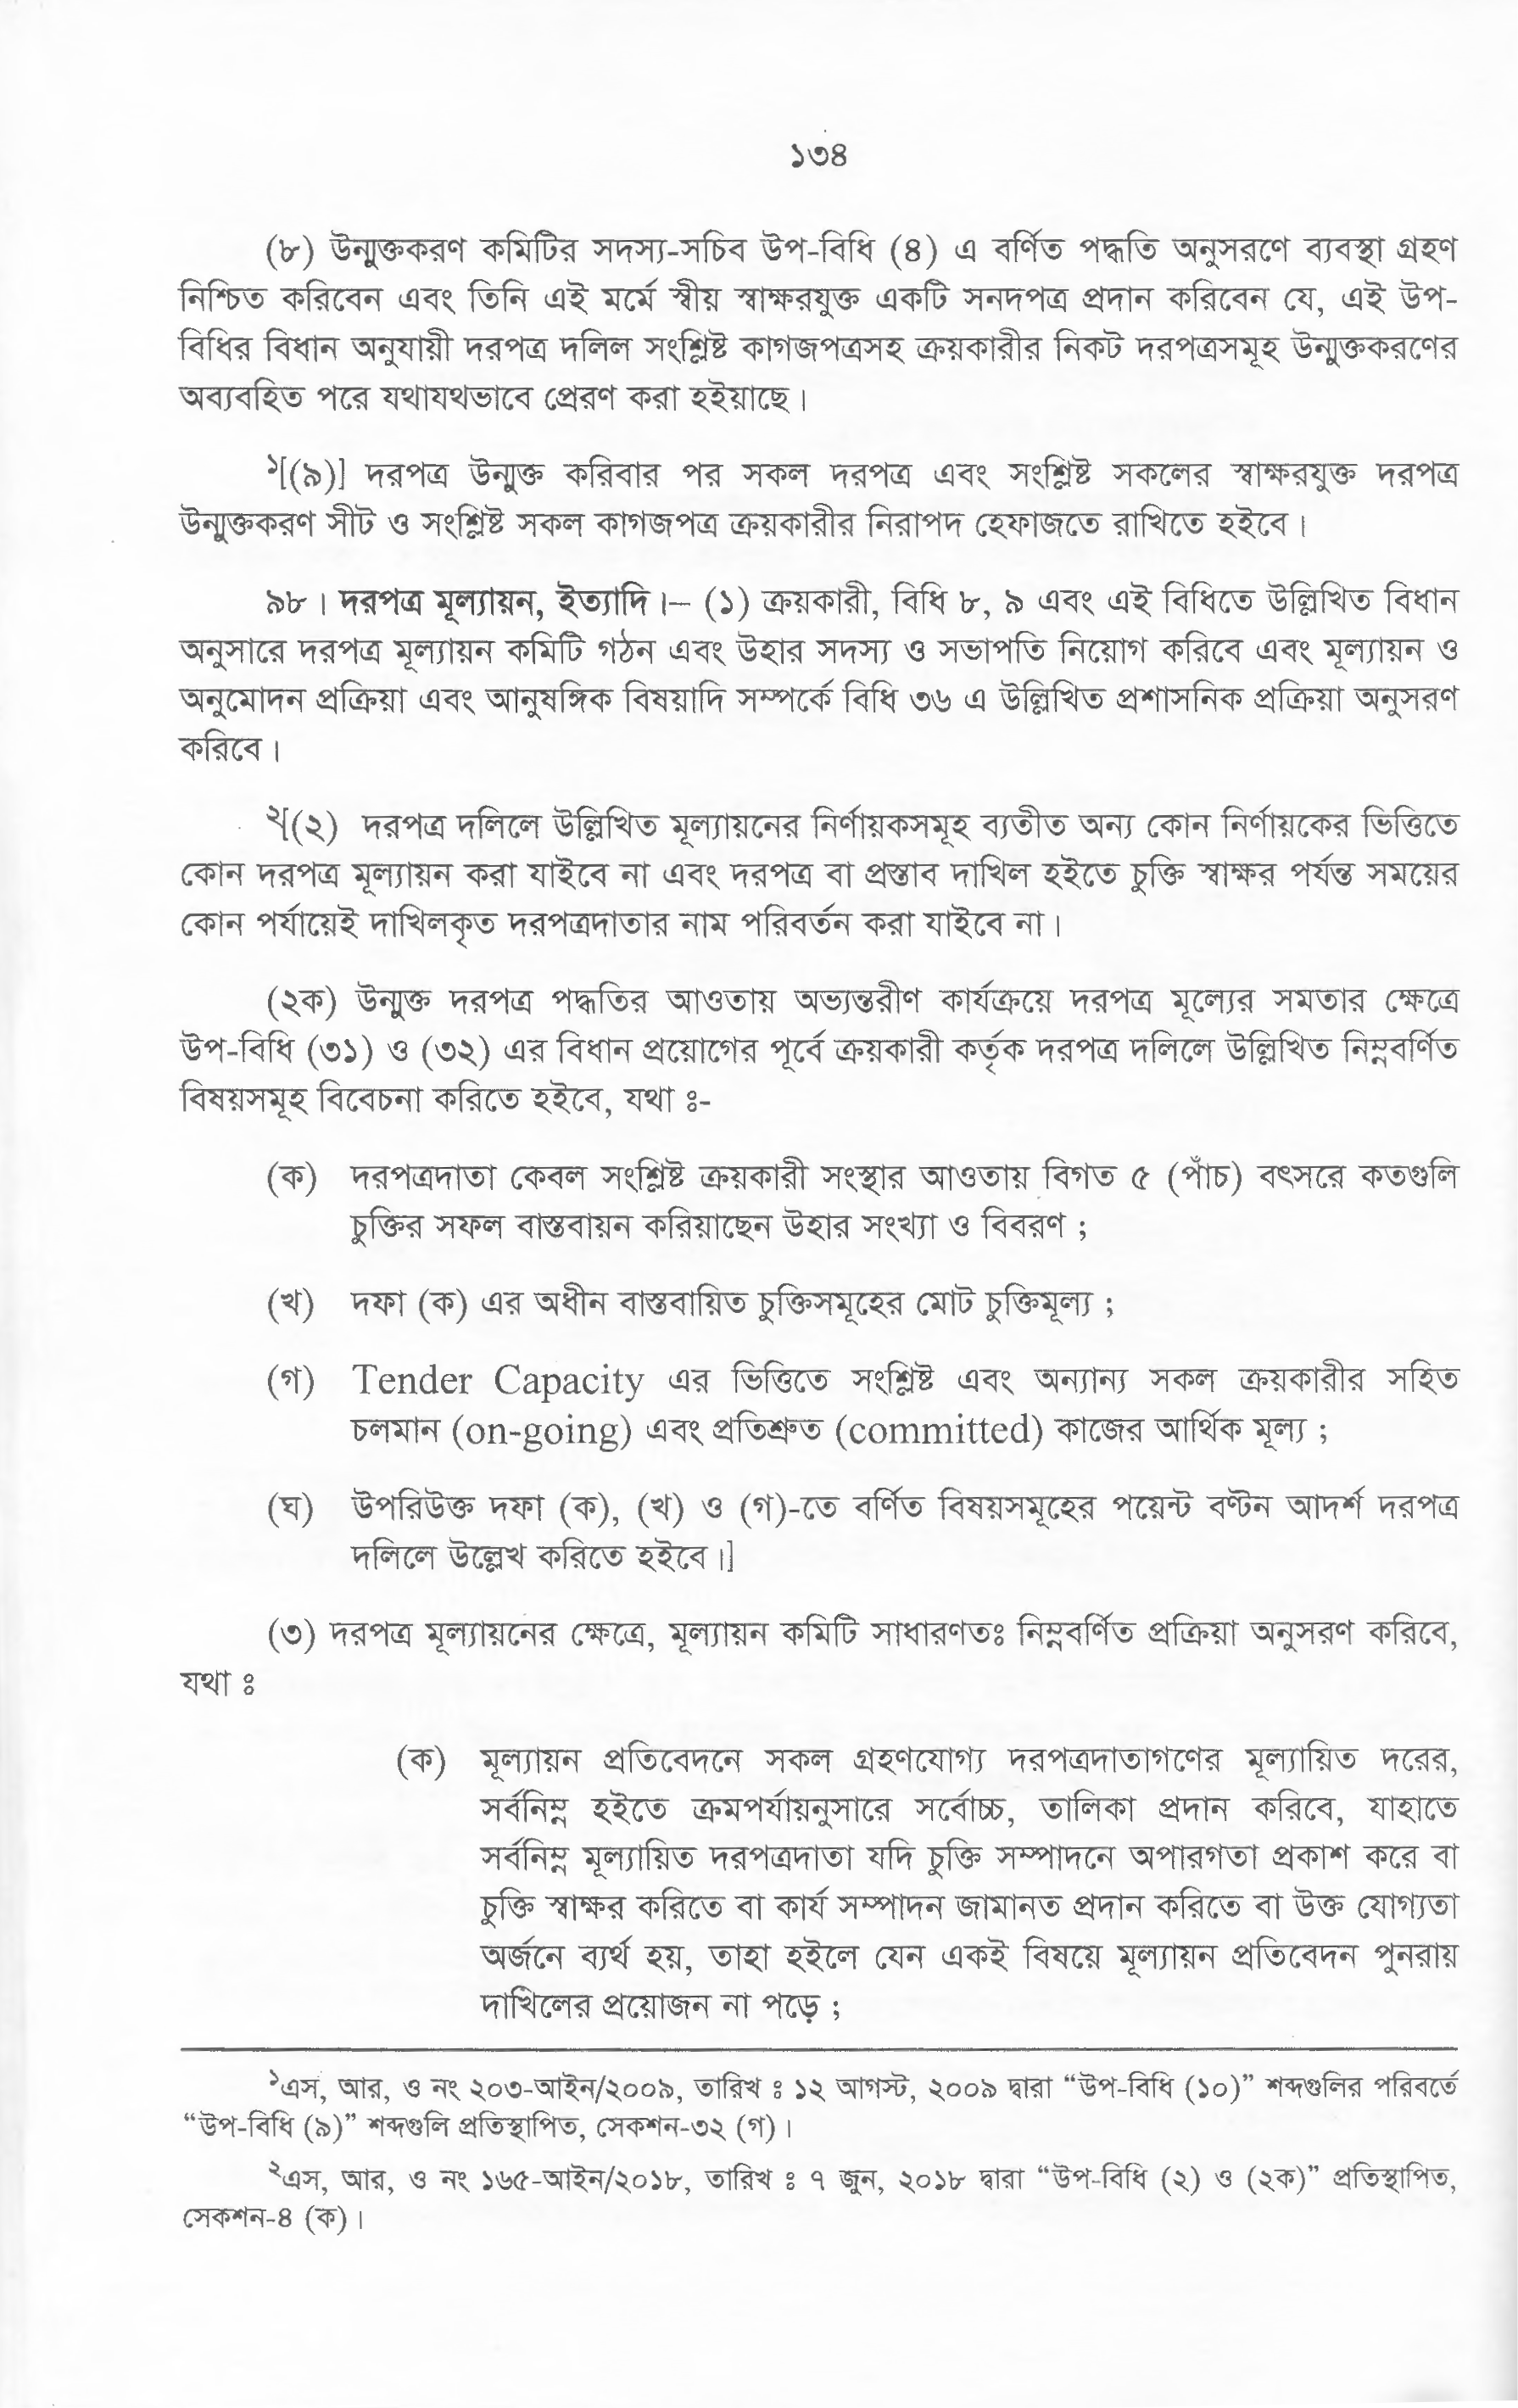 ১৩৪
(৮) উন্মুক্তকরণ কমিটির সদস্য-সচিব উপ-বিধি (৪) এ বর্ণিত পদ্ধতি অনুসরণে ব্যবস্থা গ্রহণ
নিশ্চিত করিবেন এবং তিনি এই মর্মে স্বীয় স্বাক্ষরযুক্ত একটি সনদপত্র প্রদান করিবেন যে, এই উপ-
বিধির বিধান অনুযায়ী দরপত্র দলিল সংশ্লিষ্ট কাগজপত্রসহ ক্রয়কারীর নিকট দরপত্রসমূহ উন্মুক্তকরণের
অব্যবহিত পরে যথাযথভাবে প্রেরণ করা হইয়াছে।
১[(৯)] দরপত্র উন্মুক্ত করিবার পর সকল দরপত্র এবং সংশ্লিষ্ট সকলের স্বাক্ষরযুক্ত দরপত্র
উন্মুক্তকরণ সীট ও সংশ্লিষ্ট সকল কাগজপত্র ক্রয়কারীর নিরাপদ হেফাজতে রাখিতে হইবে।
৯৮। দরপত্র মূল্যায়ন, ইত্যাদি।– (১) ক্রয়কারী, বিধি ৮, ৯ এবং এই বিধিতে উল্লিখিত বিধান
অনুসারে দরপত্র মূল্যায়ন কমিটি গঠন এবং উহার সদস্য ও সভাপতি নিয়োগ করিবে এবং মূল্যায়ন ও
অনুমোদন প্রক্রিয়া এবং আনুষঙ্গিক বিষয়াদি সম্পর্কে বিধি ৩৬ এ উল্লিখিত প্রশাসনিক প্রক্রিয়া অনুসরণ
করিবে।
২[(২) দরপত্র দলিলে উল্লিখিত মূল্যায়নের নির্ণায়কসমূহ ব্যতীত অন্য কোন নির্ণায়কের ভিত্তিতে
কোন দরপত্র মূল্যায়ন করা যাইবে না এবং দরপত্র বা প্রস্তাব দাখিল হইতে চুক্তি স্বাক্ষর পর্যন্ত সময়ের
কোন পর্যায়েই দাখিলকৃত দরপত্রদাতার নাম পরিবর্তন করা যাইবে না।
(২ক) উন্মুক্ত দরপত্র পদ্ধতির আওতায় অভ্যন্তরীণ কার্যক্রয়ে দরপত্র মূল্যের সমতার ক্ষেত্রে
উপ-বিধি (৩১) ও (৩২) এর বিধান প্রয়োগের পূর্বে ক্রয়কারী কর্তৃক দরপত্র দলিলে উল্লিখিত নিম্নবর্ণিত
বিষয়সমূহ বিবেচনা করিতে হইবে, যথা ঃ-
(ক) দরপত্রদাতা কেবল সংশ্লিষ্ট ক্রয়কারী সংস্থার আওতায় বিগত ৫ (পাঁচ) বৎসরে কতগুলি
চুক্তির সফল বাস্তবায়ন করিয়াছেন উহার সংখ্যা ও বিবরণ ;
(খ) দফা (ক) এর অধীন বাস্তবায়িত চুক্তিসমূহের মোট চুক্তিমূল্য ;
(গ) Tender Capacity এর ভিত্তিতে সংশ্লিষ্ট এবং অন্যান্য সকল ক্রয়কারীর সহিত
চলমান (on-going) এবং প্রতিশ্রুত (committed) কাজের আর্থিক মূল্য ;
(ঘ) উপরিউক্ত দফা (ক), (খ) ও (গ)-তে বর্ণিত বিষয়সমূহের পয়েন্ট বণ্টন আদর্শ দরপত্র
দলিলে উল্লেখ করিতে হইবে।]
(৩) দরপত্র মূল্যায়নের ক্ষেত্রে, মূল্যায়ন কমিটি সাধারণতঃ নিম্নবর্ণিত প্রক্রিয়া অনুসরণ করিবে,
যথা ঃ
(ক) মূল্যায়ন প্রতিবেদনে সকল গ্রহণযোগ্য দরপত্রদাতাগণের মূল্যায়িত দরের,
সর্বনিম্ন হইতে ক্রমপর্যায়নুসারে সর্বোচ্চ, তালিকা প্রদান করিবে, যাহাতে
সর্বনিম্ন মূল্যায়িত দরপত্রদাতা যদি চুক্তি সম্পাদনে অপারগতা প্রকাশ করে বা
চুক্তি স্বাক্ষর করিতে বা কার্য সম্পাদন জামানত প্রদান করিতে বা উক্ত যোগ্যতা
অর্জনে ব্যর্থ হয়, তাহা হইলে যেন একই বিষয়ে মূল্যায়ন প্রতিবেদন পুনরায়
দাখিলের প্রয়োজন না পড়ে ;
১এস, আর, ও নং ২০৩-আইন/২০০৯, তারিখ ঃ ১২ আগস্ট, ২০০৯ দ্বারা “উপ-বিধি (১০)” শব্দগুলির পরিবর্তে
“উপ-বিধি (৯)” শব্দগুলি প্রতিস্থাপিত, সেকশন-৩২ (গ)।
২এস, আর, ও নং ১৬৫-আইন/২০১৮, তারিখ ঃ ৭ জুন, ২০১৮ দ্বারা “উপ-বিধি (২) ও (২ক)” প্রতিস্থাপিত,
সেকশন-৪ (ক)।